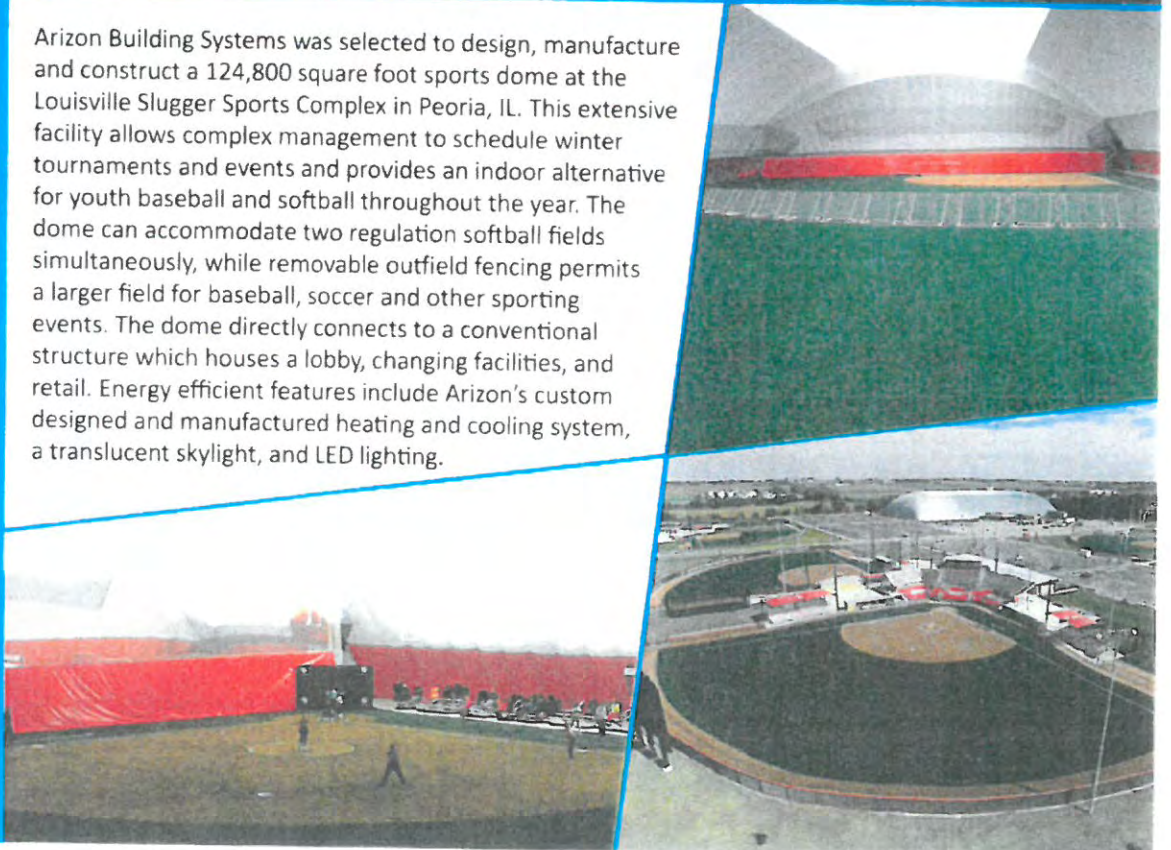 Arizon Building Systems was selected to design, manufacture
and construct a 124,800 square foot sports dome at the
Louisville Slugger Sports Complex in Peoria, IL. This extensive
facility allows complex management to schedule winter
tournaments and events and provides an indoor alternative
for youth baseball and softball throughout the year. The
dome can accommodate two regulation softball fields
simultaneously, while removable outfield fencing permits
a larger field for baseball, soccer and other sporting
events. The dome directly connects to a conventional
structure which houses a lobby, changing facilities, and
retail. Energy efficient features include Arizon's custom
designed and manufactured heating and cooling system,
a translucent skylight, and LED lighting.